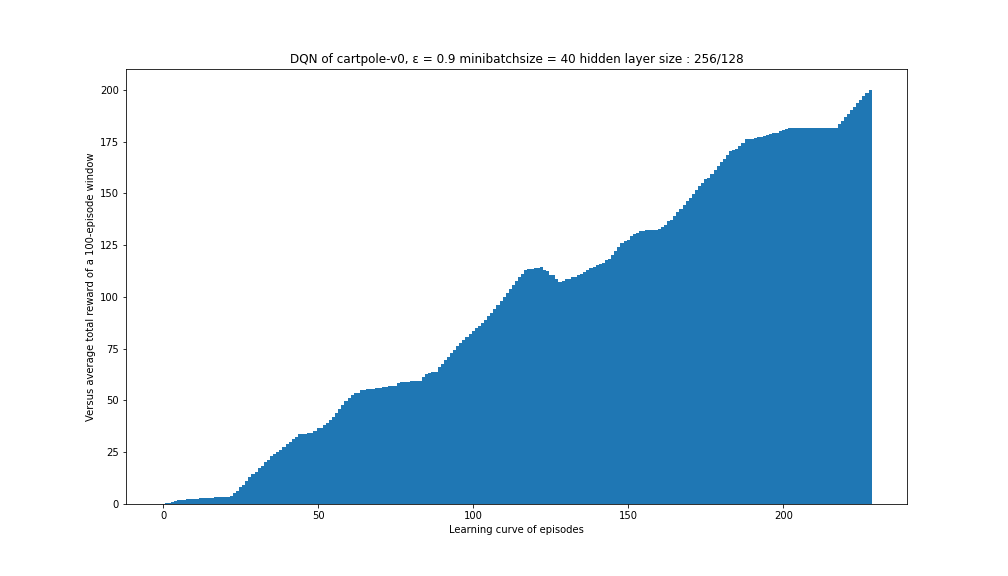 DQN of cartpole-v0, ε = 0.9 minibatchsize = 40 hidden layer size : 256/128
Versus average total reward of a 100-episode window
200
175
150
125
100
75
50
25
0
0 50 100 150 200
Learning curve of episodes